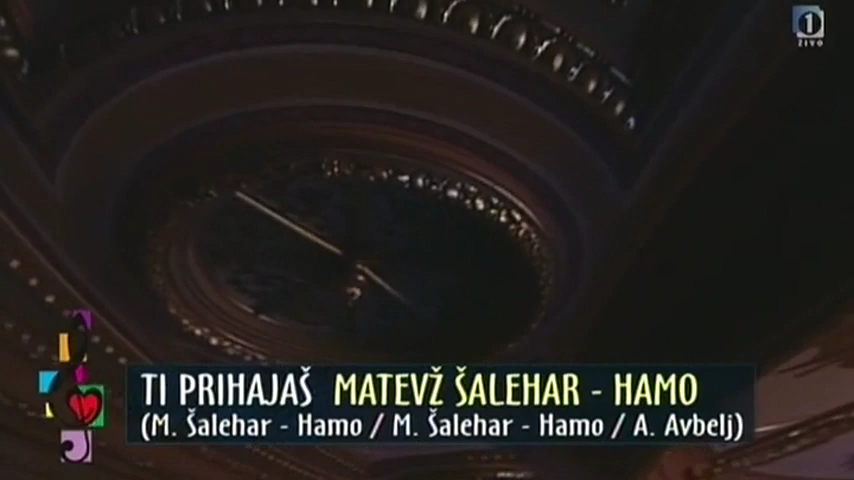 1
ŽIVO
TI PRIHAJAŠ MATEVŽ ŠALEHAR - HAMO
(M. Šalehar - Hamo / M. Šalehar - Hamo / A. Avbelj)